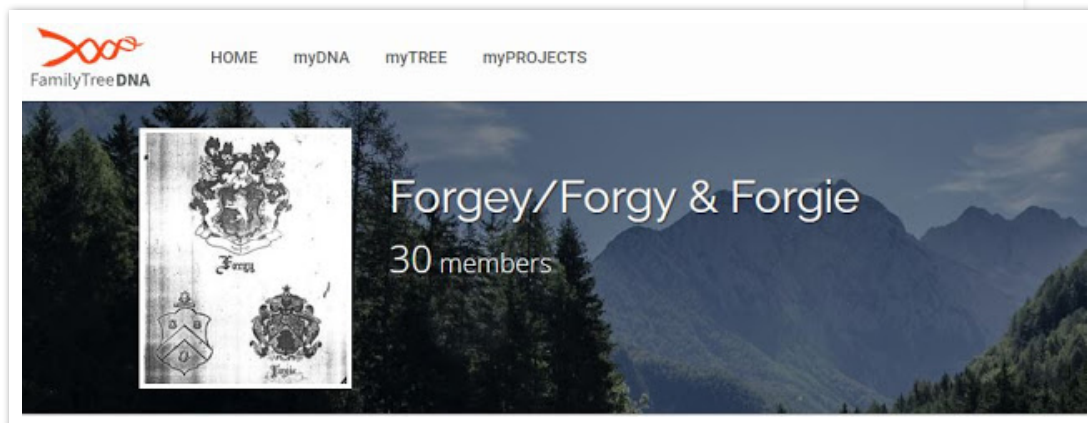 FamilyTreeDNA
HOME myDNA myTREE myPROJECTS
Forgey/Forgy & Forgie
30 members
Forgy
Forgie